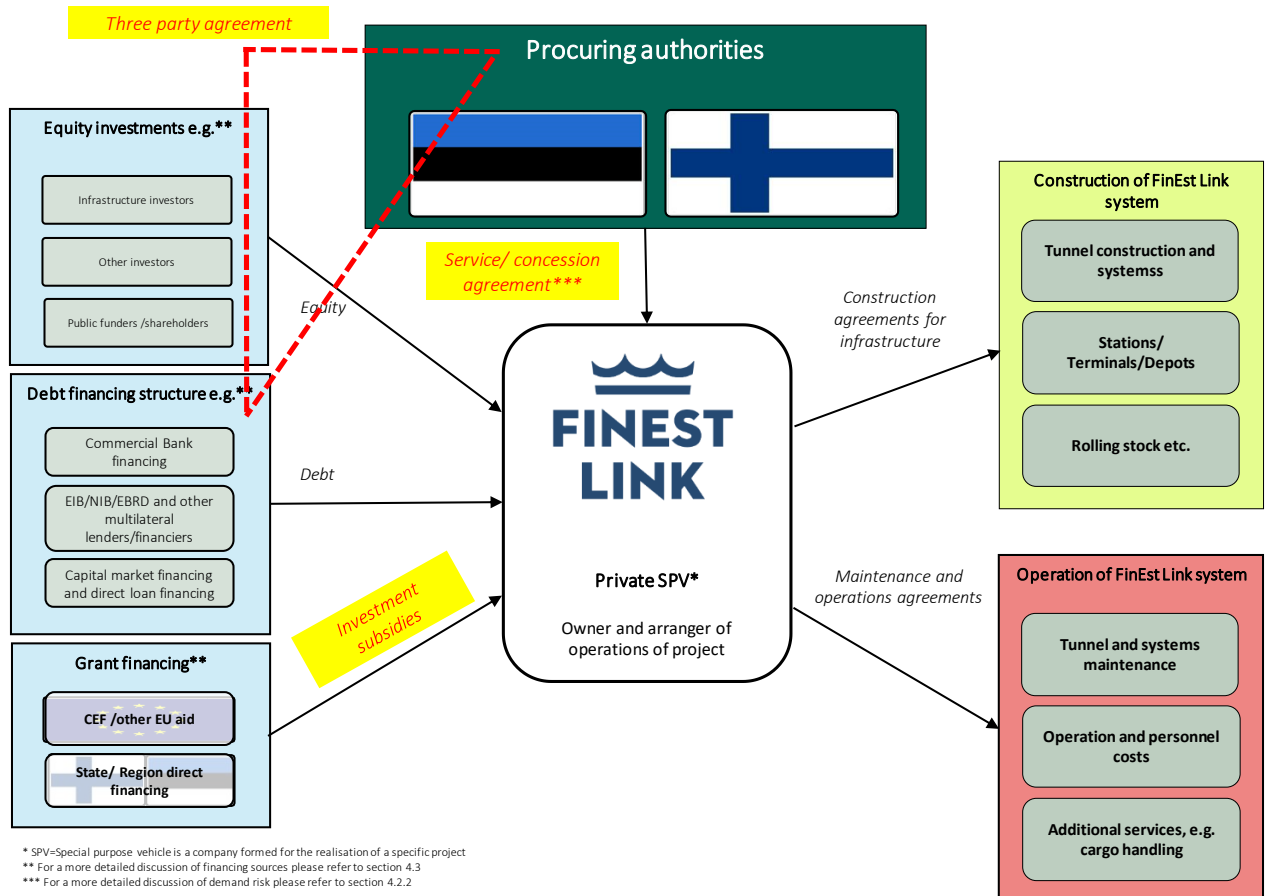 Three party agreement
Procuring authorities
Equity investments e.g.**
Infrastructure investors
Other investors
Public funders /shareholders
Equity
Service/ concession
agreement***
Debt financing structure e.g.**
Commercial Bank
financing
EIB/NIB/EBRD and other
multilateral
lenders/financiers
Capital market financing
and direct loan financing
Debt
Grant financing**
CEF /other EU aid
State/ Region direct
financing
Investment
subsidies
FINEST
LINK
Private SPV*
Owner and arranger of
operations of project
Construction
agreements for
infrastructure
Maintenance and
operations agreements
Construction of FinEst Link
system
Tunnel construction and
systemss
Stations/
Terminals/Depots
Rolling stock etc.
Operation of FinEst Link system
Tunnel and systems
maintenance
Operation and personnel
costs
Additional services, e.g.
cargo handling
* SPV=Special purpose vehicle is a company formed for the realisation of a specific project
** For a more detailed discussion of financing sources please refer to section 4.3
*** For a more detailed discussion of demand risk please refer to section 4.2.2